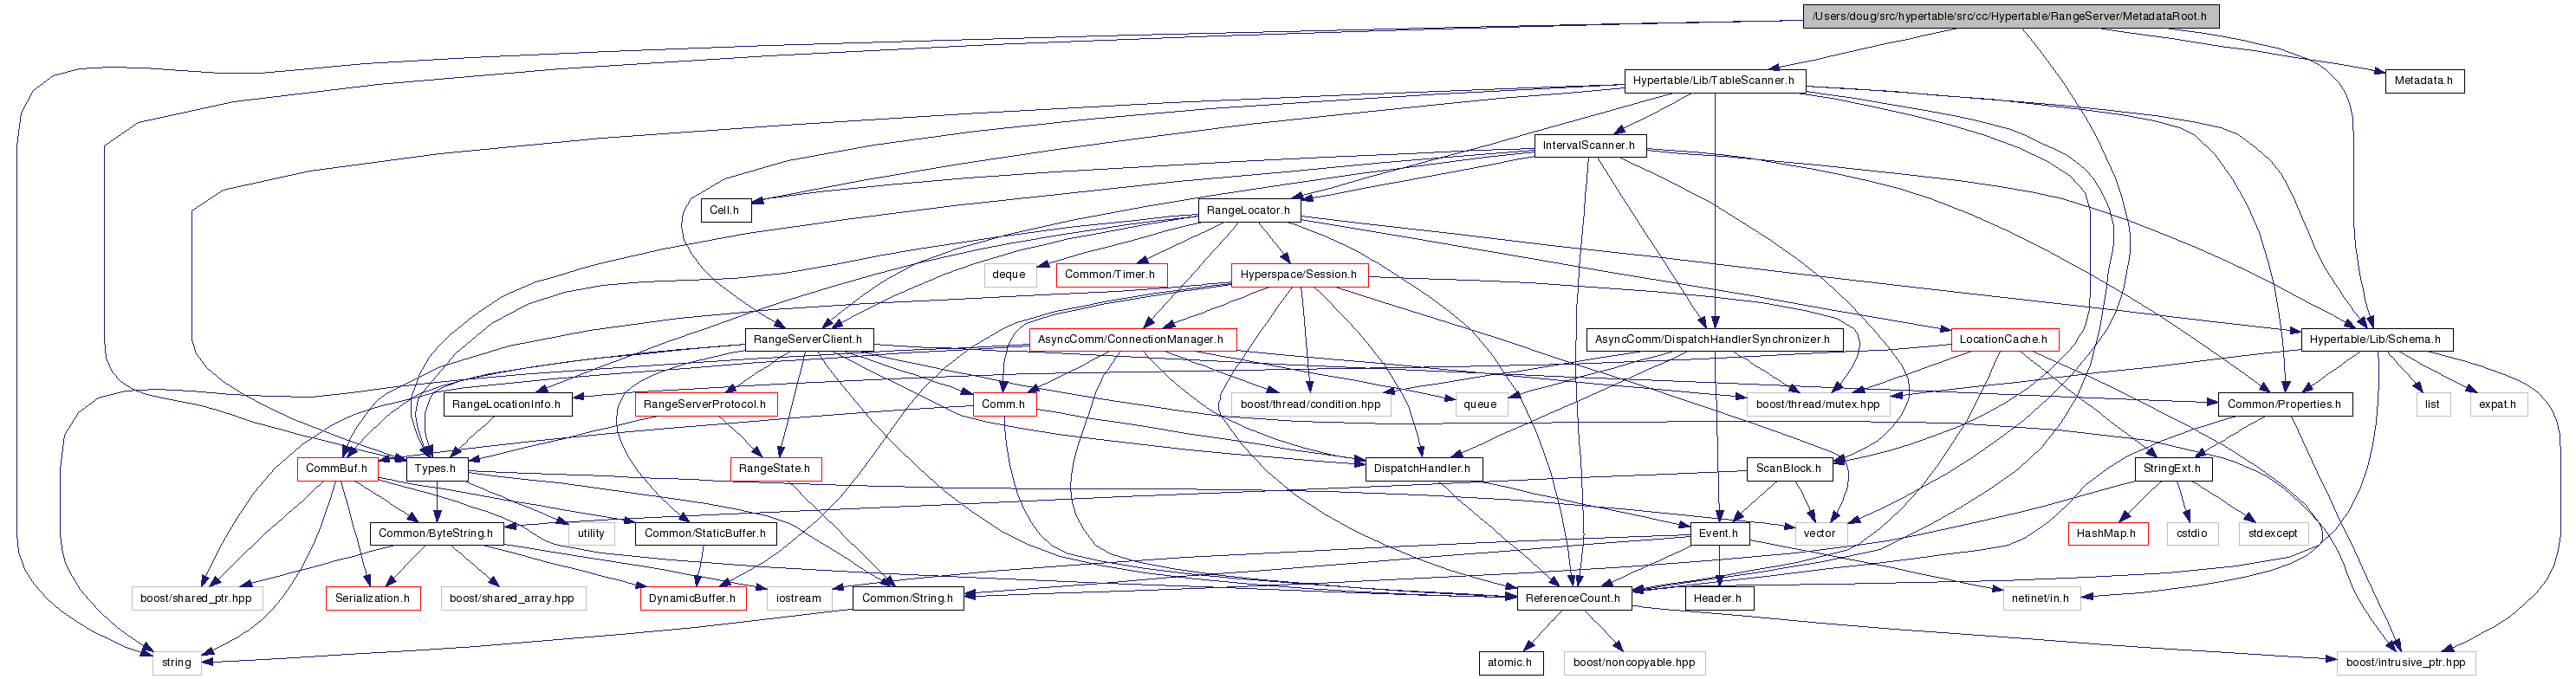 /Users/doug/src/hypertable/src/cc/Hypertable/RangeServer/MetadataRoot.h
Hypertable/Lib/TableScanner.h
Metadata.h
IntervalScanner.h
Cell.h
RangeLocator.h
deque
Common/Timer.h
Hyperspace/Session.h
RangeServerClient.h
AsyncComm/ConnectionManager.h
AsyncComm/DispatchHandlerSynchronizer.h
LocationCache.h
Hypertable/Lib/Schema.h
RangeLocationInfo.h
RangeServerProtocol.h
Comm.h
boost/thread/condition.hpp
queue
boost/thread/mutex.hpp
Common/Properties.h
list
expat.h
CommBuf.h
Types.h
RangeState.h
DispatchHandler.h
ScanBlock.h
StringExt.h
Common/ByteString.h
utility
Common/StaticBuffer.h
Event.h
vector
HashMap.h
cstdio
stdexcept
boost/shared_ptr.hpp
Serialization.h
boost/shared_array.hpp
DynamicBuffer.h
iostream
Common/String.h
ReferenceCount.h
Header.h
netinet/in.h
string
atomic.h
boost/noncopyable.hpp
boost/intrusive_ptr.hpp